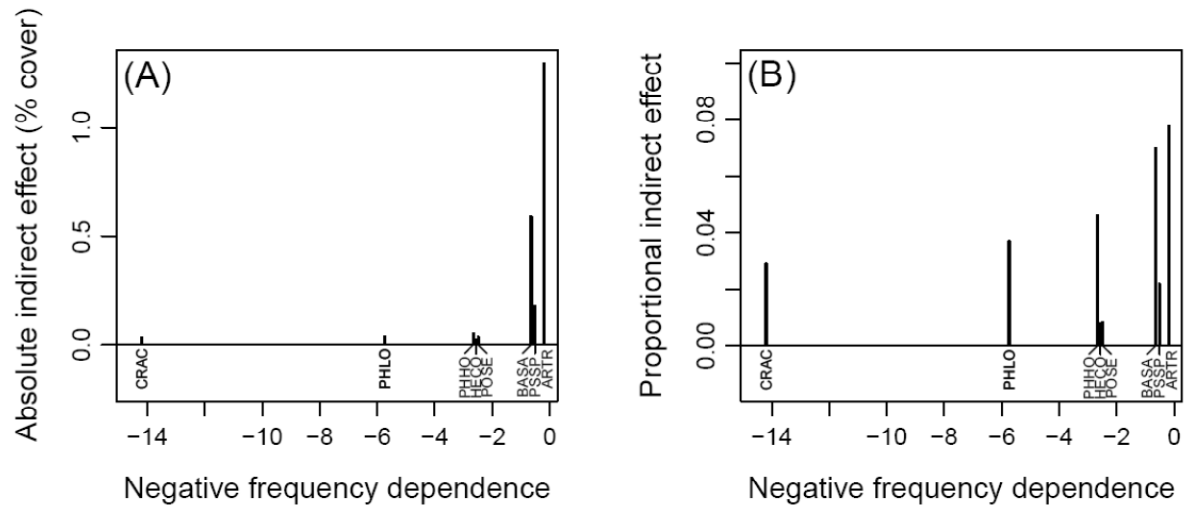 (A)
Absolute indirect effect (% cover)
1.0
0.5
0.0
CRAC
PHLO
PHHO
HECO
POSE
BASA
PSSP
ARTR
−14 −10 −8 −6 −4 −2 0
Negative frequency dependence
(B)
Proportional indirect effect
0.08
0.04
0.00
CRAC
PHLO
PHHO
HECO
POSE
BASA
PSSP
ARTR
−14 −10 −8 −6 −4 −2 0
Negative frequency dependence